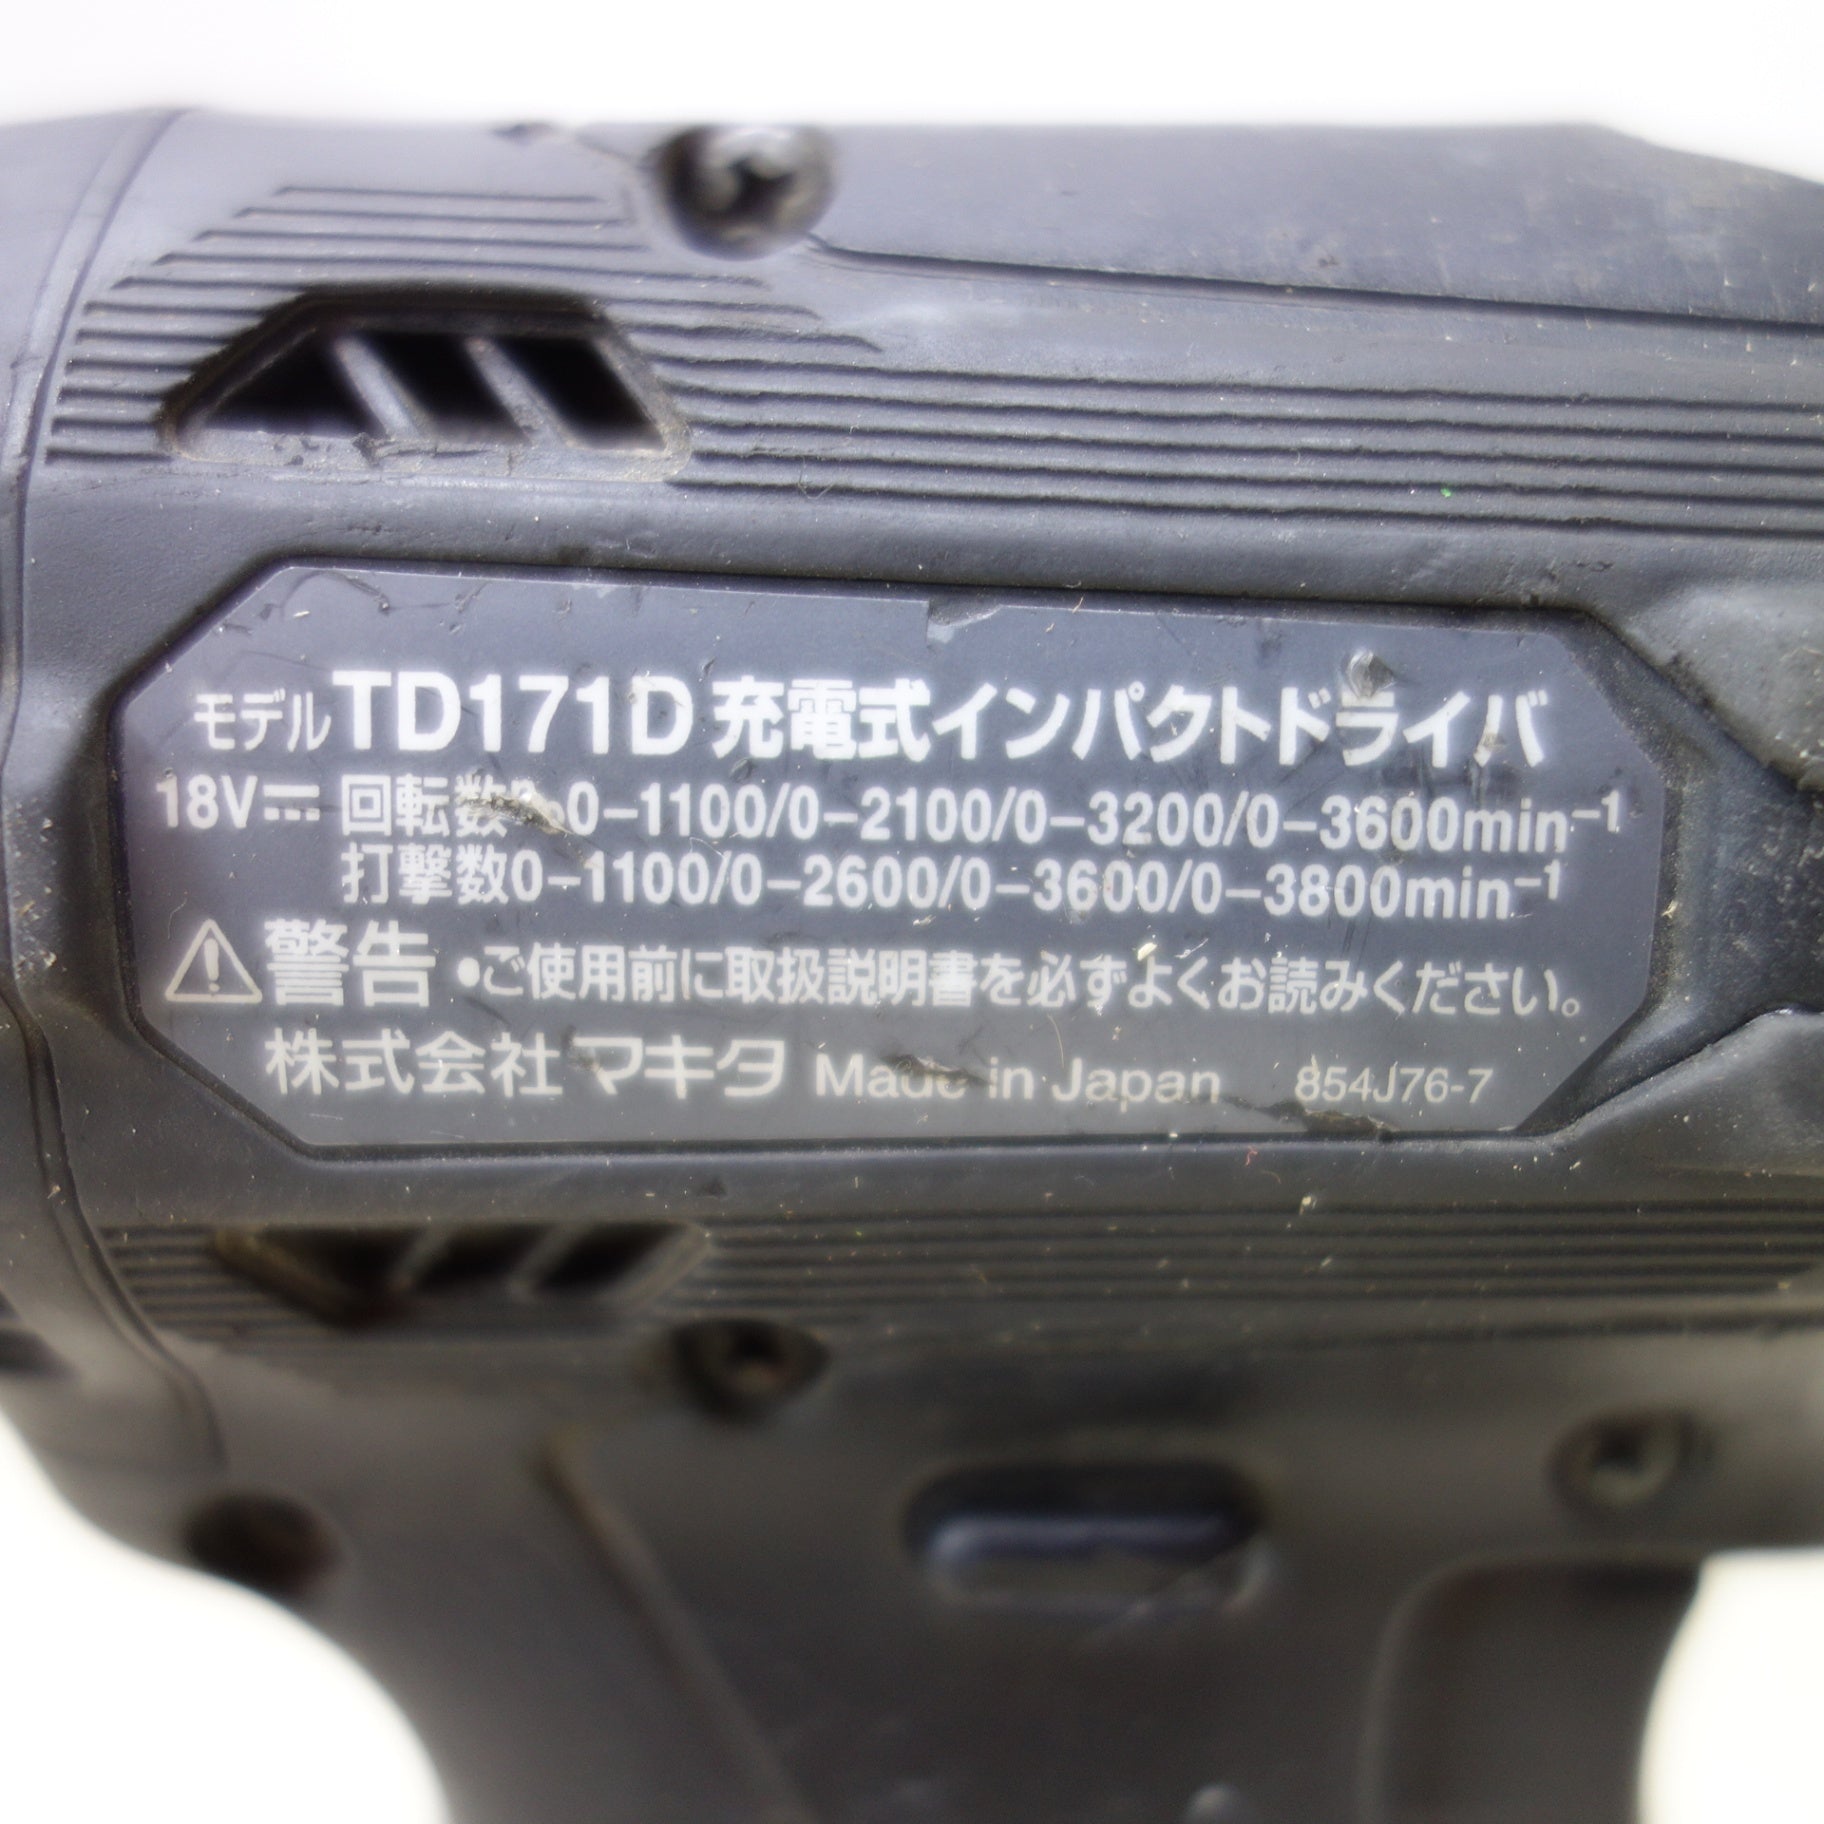 モデルTD171D 充電式インパクトドライバ
18V⎓ 回転数n₀0-1100/0-2100/0-3200/0-3600min⁻¹
打撃数0-1100/0-2600/0-3600/0-3800min⁻¹
⚠警告 •ご使用前に取扱説明書を必ずよくお読みください。
株式会社マキタ Made in Japan 854J76-7